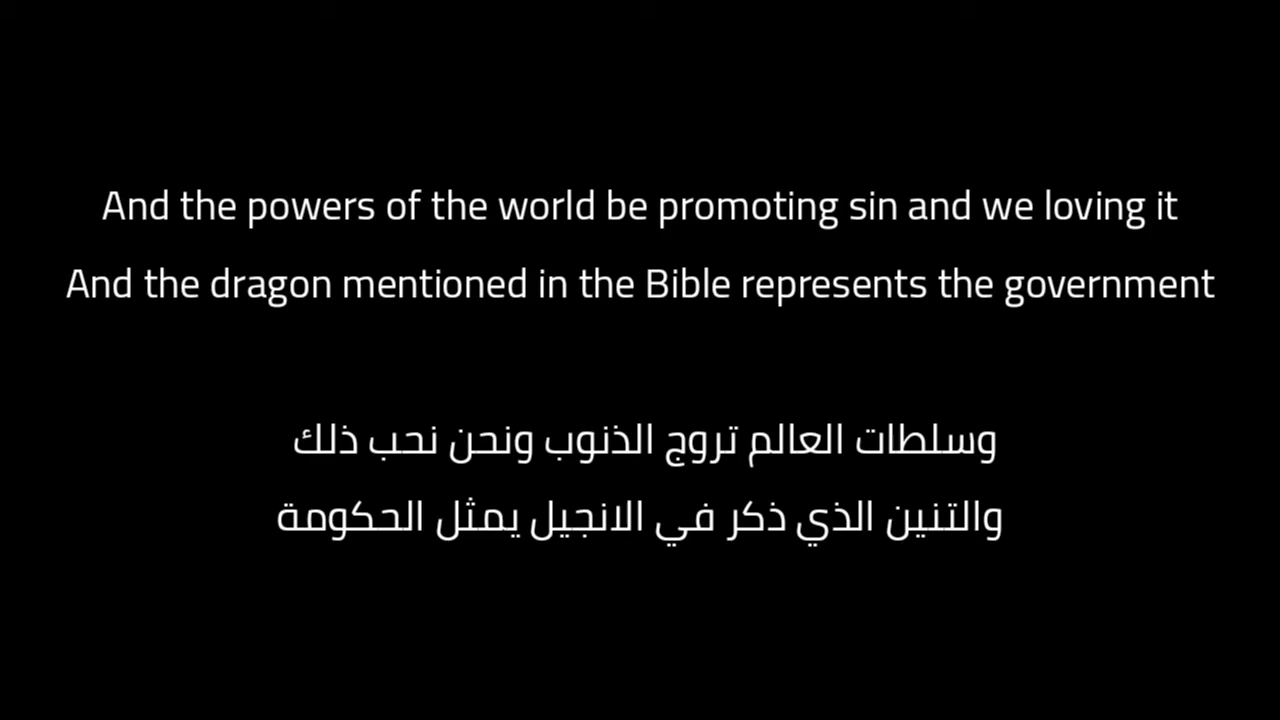 And the powers of the world be promoting sin and we loving it
And the dragon mentioned in the Bible represents the government
وسلطات العالم تروج الذنوب ونحن نحب ذلك
والتنين الذي ذكر في الانجيل يمثل الحكومة